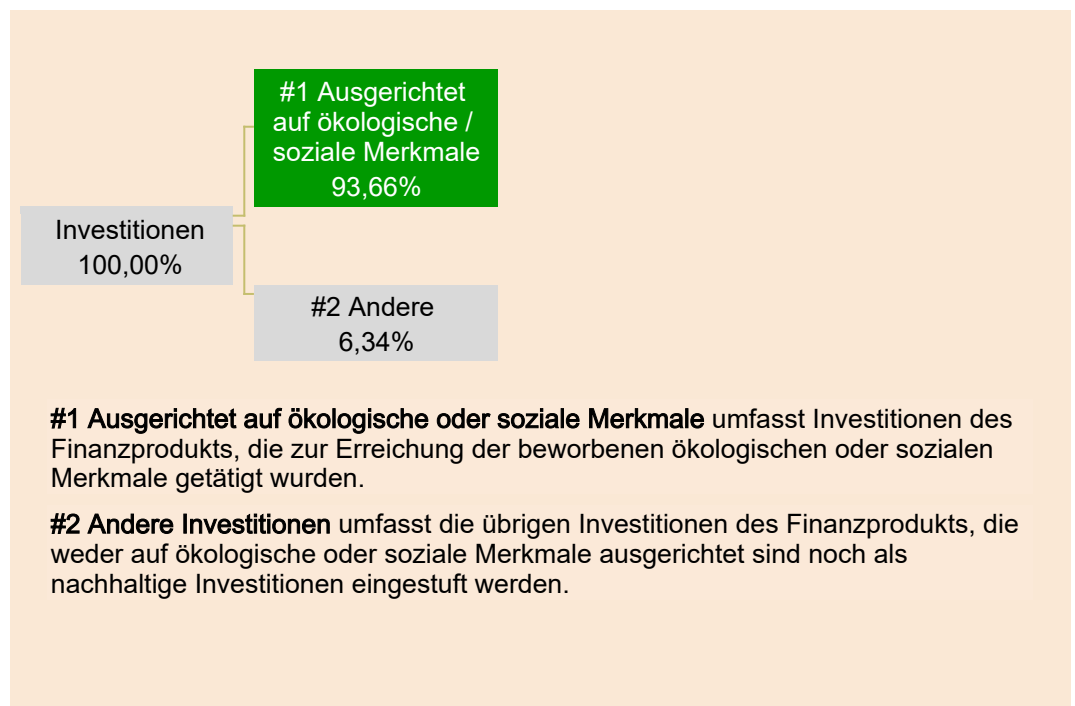 #1 Ausgerichtet
auf ökologische /
soziale Merkmale
93,66%
Investitionen
100,00%
#2 Andere
6,34%
#1 Ausgerichtet auf ökologische oder soziale Merkmale umfasst Investitionen des
Finanzprodukts, die zur Erreichung der beworbenen ökologischen oder sozialen
Merkmale getätigt wurden.
#2 Andere Investitionen umfasst die übrigen Investitionen des Finanzprodukts, die
weder auf ökologische oder soziale Merkmale ausgerichtet sind noch als
nachhaltige Investitionen eingestuft werden.